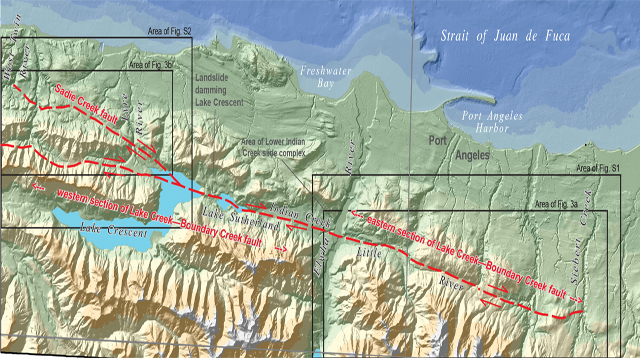 Area of Fig. S2
Strait of Juan de Fuca
West Twin
River
Area of Fig. 3b
Freshwater
Bay
Landslide
damming
Lake Crescent
Sadie Creek fault
Lyre
River
Port Angeles
Harbor
Port
Angeles
Area of Lower Indian
Creek slide complex
River
Area of Fig. S1
western section of Lake Creek—Boundary Creek fault
Lake Crescent
Lake Sutherland
Indian Creek
Area of Fig. 3a
eastern section of Lake Creek—Boundary Creek fault
Siebert Creek
Elwha
Little
River